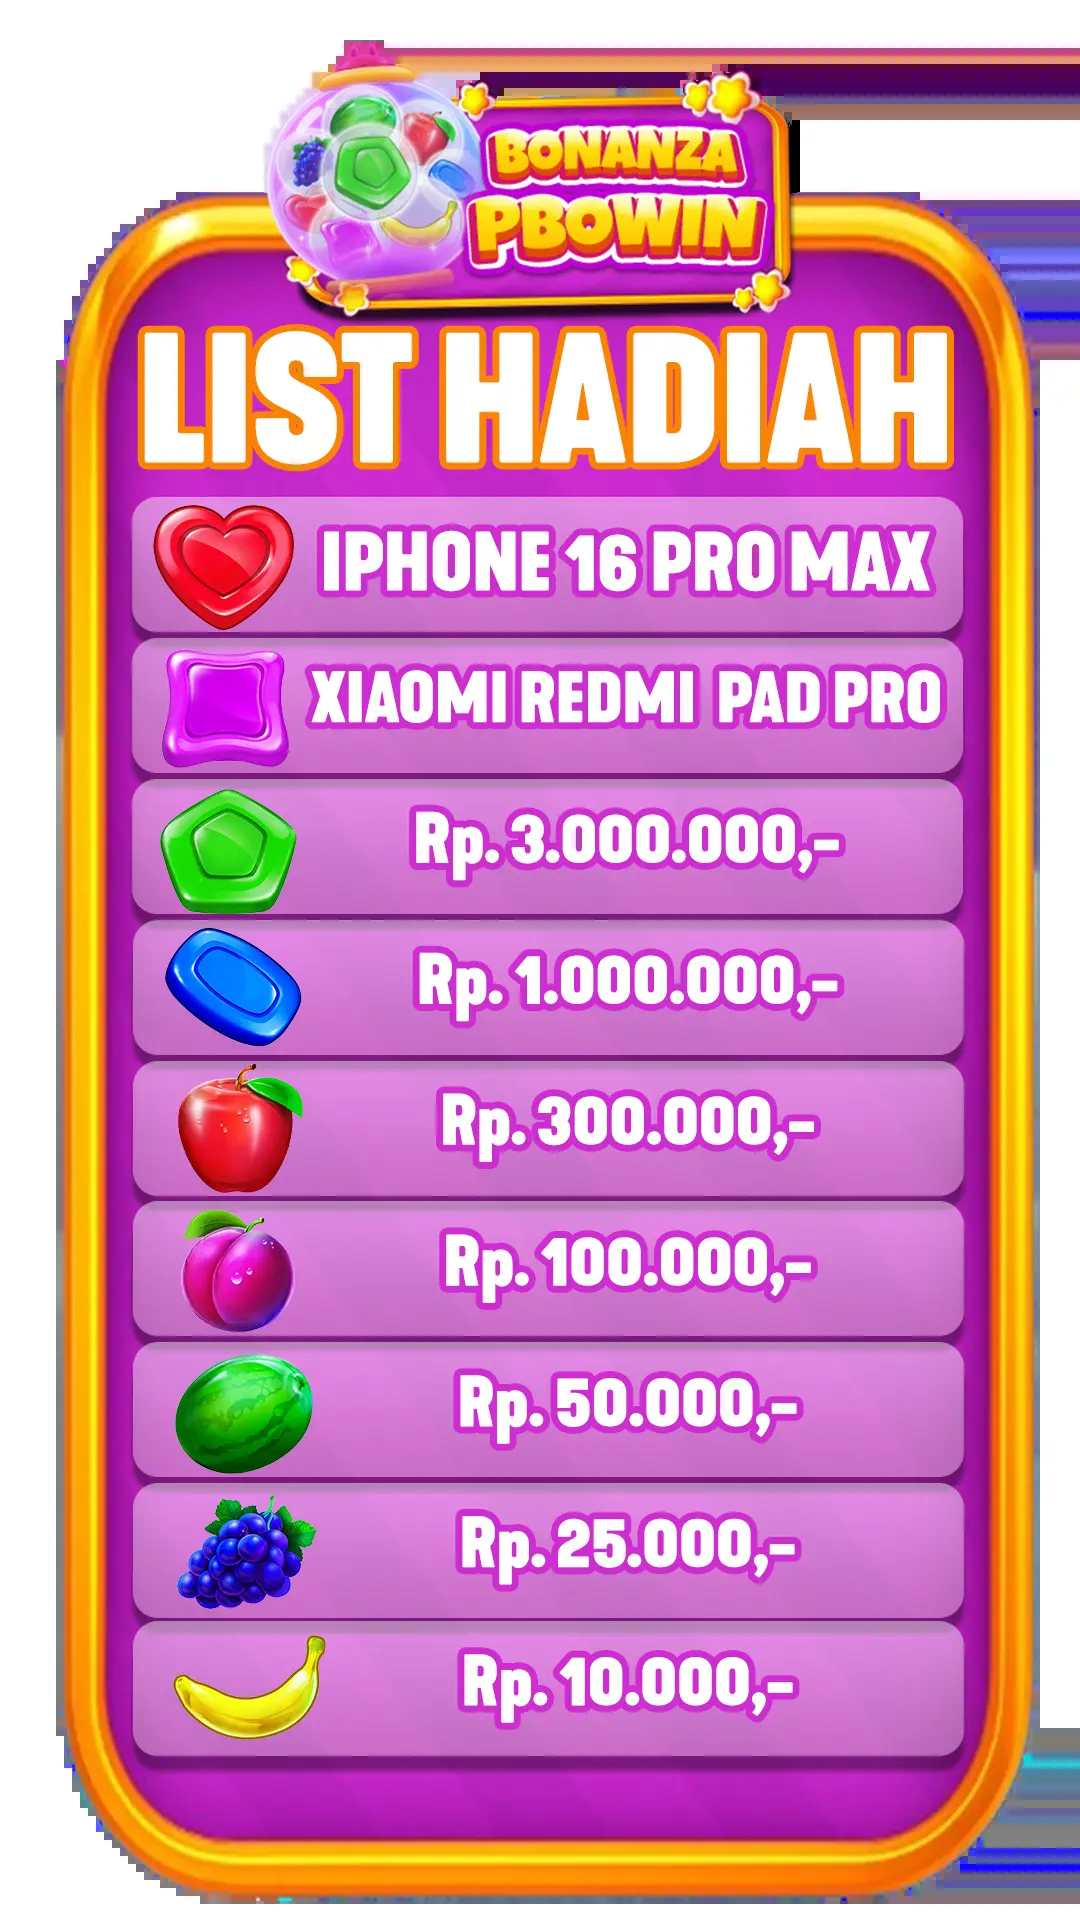 BONANZA
PBOWIN
LIST HADIAH
IPHONE 16 PRO MAX
XIAOMI REDMI PAD PRO
Rp. 3.000.000,-
Rp. 1.000.000,-
Rp. 300.000,-
Rp. 100.000,-
Rp. 50.000,-
Rp. 25.000,-
Rp. 10.000,-